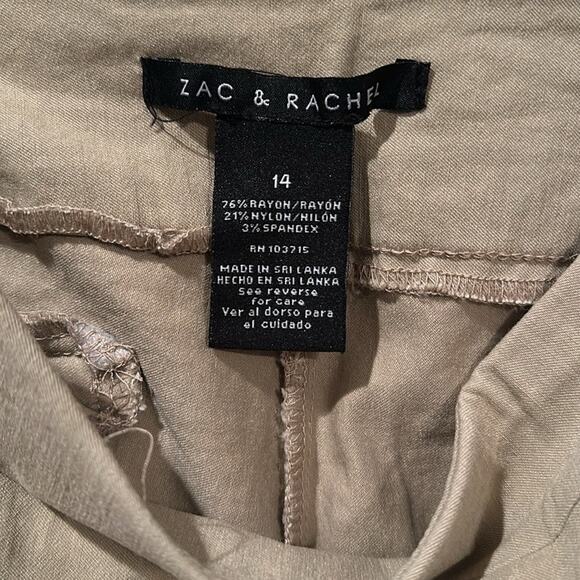 ZAC & RACHEL
14
76% RAYON/RAYÓN
21% NYLON/NILÓN
3% SPANDEX
RN 103715
MADE IN SRI LANKA
HECHO EN SRI LANKA
See reverse
for care
Ver al dorso para
el cuidado